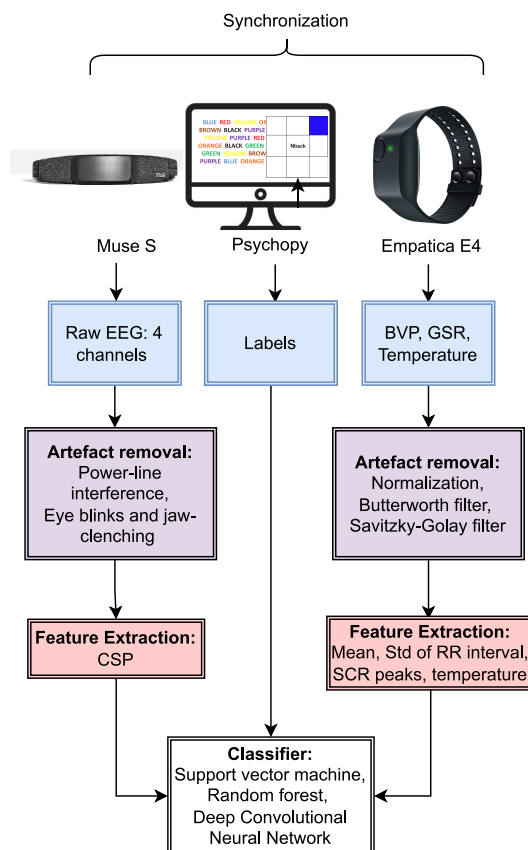 Synchronization
BLUE RED YELLOW OR
BROWN BLACK PURPLE
YELLOW PURPLE RED
ORANGE BLACK GREEN
GREEN YELLOW BROW
PURPLE BLUE ORANGE
Nback
Muse S
Psychopy
Empatica E4
Raw EEG: 4
channels
Labels
BVP, GSR,
Temperature
Artefact removal:
Power-line
interference,
Eye blinks and jaw-
clenching
Artefact removal:
Normalization,
Butterworth filter,
Savitzky-Golay filter
Feature Extraction:
CSP
Feature Extraction:
Mean, Std of RR interval,
SCR peaks, temperature
Classifier:
Support vector machine,
Random forest,
Deep Convolutional
Neural Network